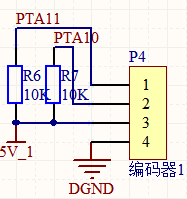 PTA11
PTA10
P4
R6
R7
10K
10K
1
2
3
4
5V_1
DGND
编码器1